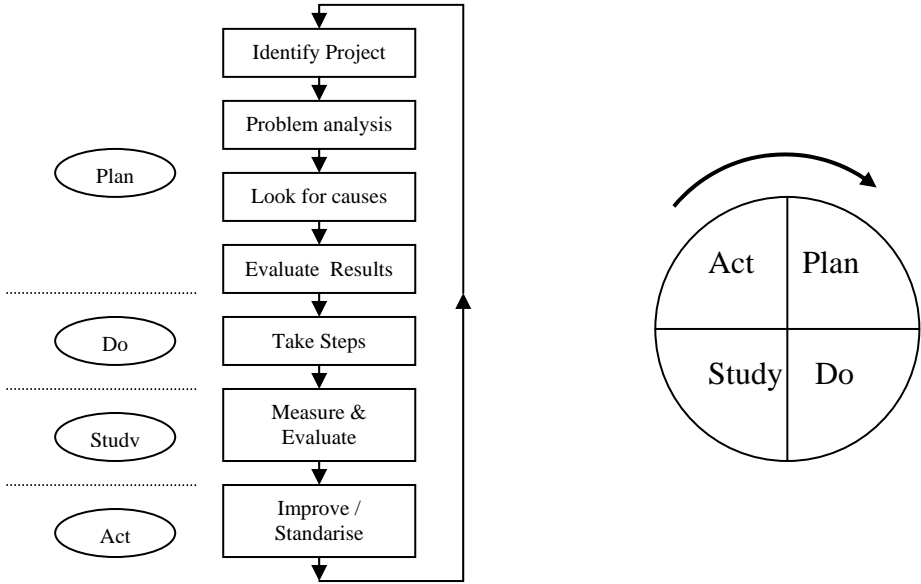 Identify Project
Problem analysis
Plan
Look for causes
Evaluate Results
Do
Take Steps
Study
Measure &
Evaluate
Act
Improve /
Standarise
Act
Plan
Study
Do